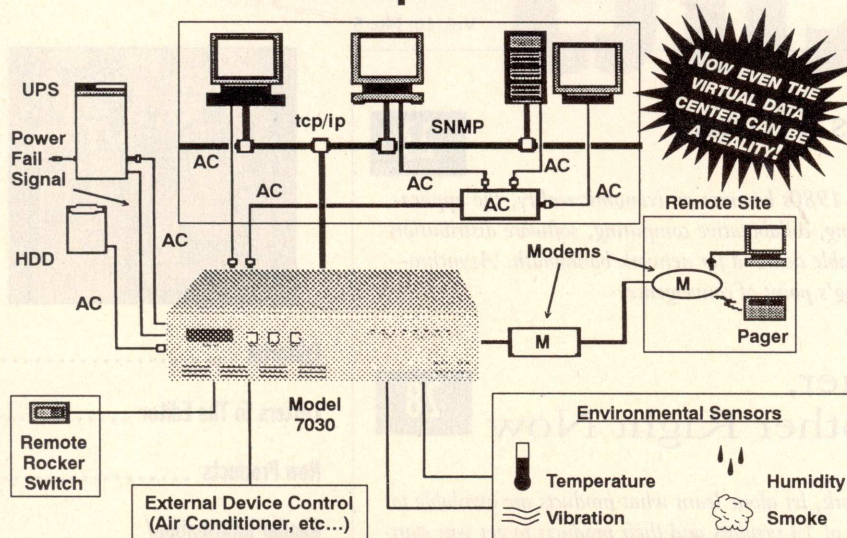 NOW EVEN THE
VIRTUAL DATA
CENTER CAN BE
A REALITY!
UPS
Power
Fail
Signal
HDD
AC
AC
tcp/ip
SNMP
AC
AC
AC
AC
AC
AC
Remote Site
Modems
M
M
Pager
Model
7030
Remote
Rocker
Switch
External Device Control
(Air Conditioner, etc...)
Environmental Sensors
Temperature
Humidity
Vibration
Smoke